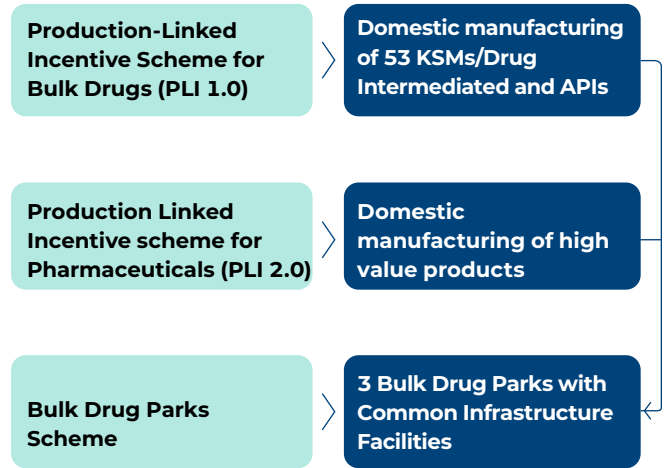 Production-Linked
Incentive Scheme for
Bulk Drugs (PLI 1.0)
Domestic manufacturing
of 53 KSMs/Drug
Intermediated and APIs
Production Linked
Incentive scheme for
Pharmaceuticals (PLI 2.0)
Domestic
manufacturing of high
value products
Bulk Drug Parks
Scheme
3 Bulk Drug Parks with
Common Infrastructure
Facilities